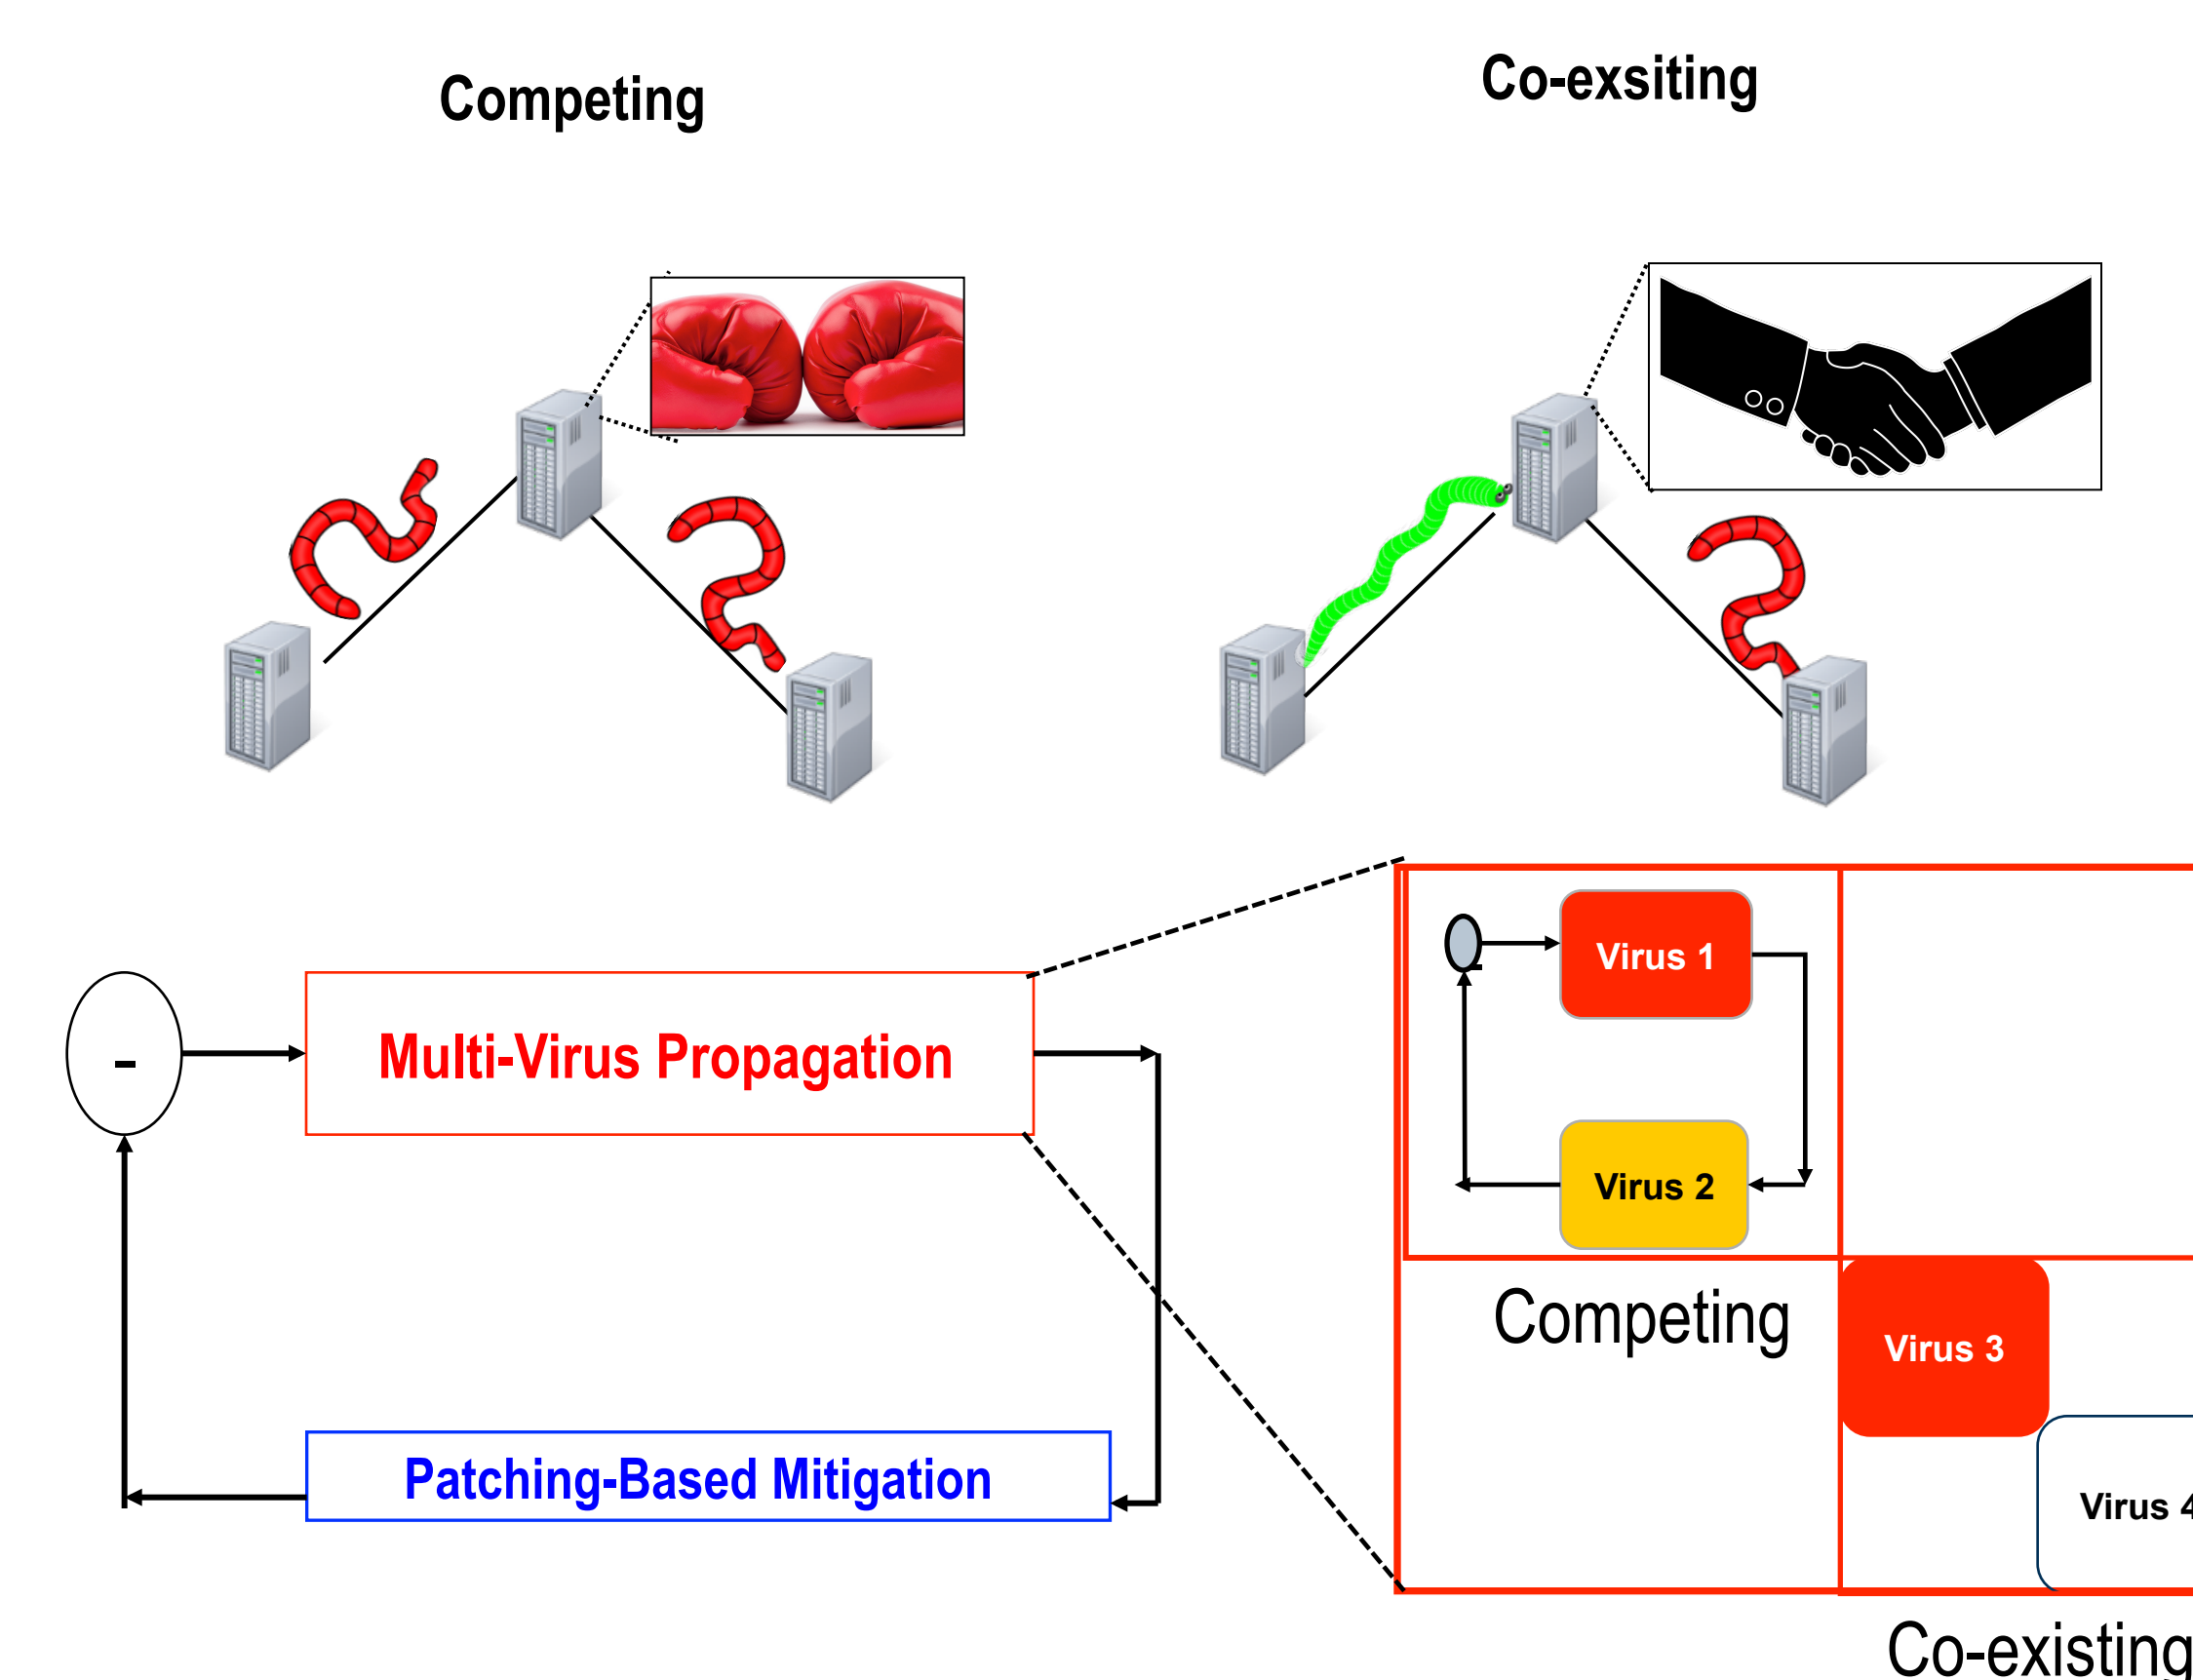 Competing
Co-exsiting
Virus 1
-
Multi-Virus Propagation
Virus 2
Competing
Virus 3
Patching-Based Mitigation
Virus 4
Co-existing